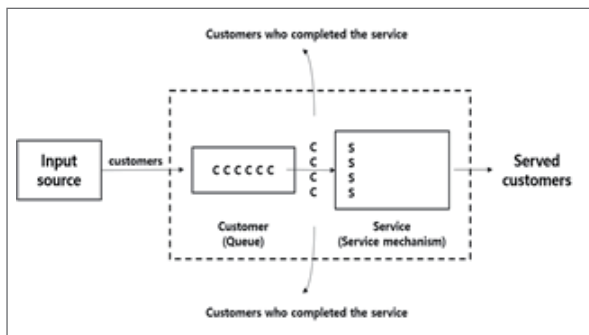 Customers who completed the service
Input
source
customers
C C C C C C
C
C
C
C
S
S
S
S
Served
customers
Customer
(Queue)
Service
(Service mechanism)
Customers who completed the service